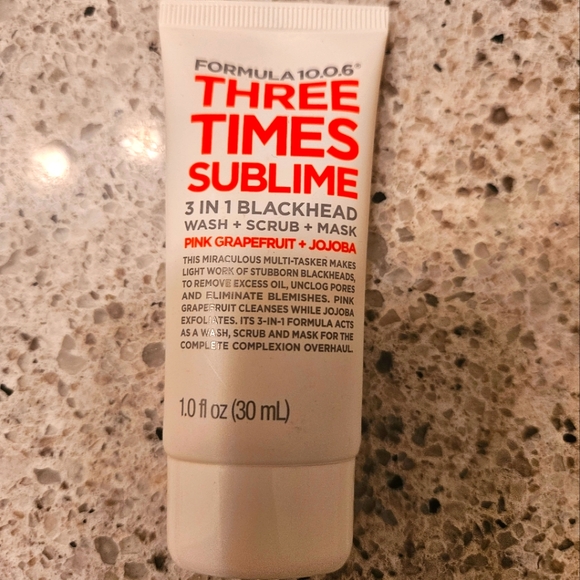 FORMULA 10.0.6®
THREE
TIMES
SUBLIME
3 IN 1 BLACKHEAD
WASH + SCRUB + MASK
PINK GRAPEFRUIT + JOJOBA
THIS MIRACULOUS MULTI-TASKER MAKES
LIGHT WORK OF STUBBORN BLACKHEADS,
TO REMOVE EXCESS OIL, UNCLOG PORES
AND ELIMINATE BLEMISHES. PINK
GRAPEFRUIT CLEANSES WHILE JOJOBA
EXFOLIATES. ITS 3-IN-1 FORMULA ACTS
AS A WASH, SCRUB AND MASK FOR THE
COMPLETE COMPLEXION OVERHAUL.
1.0 fl oz (30 mL)